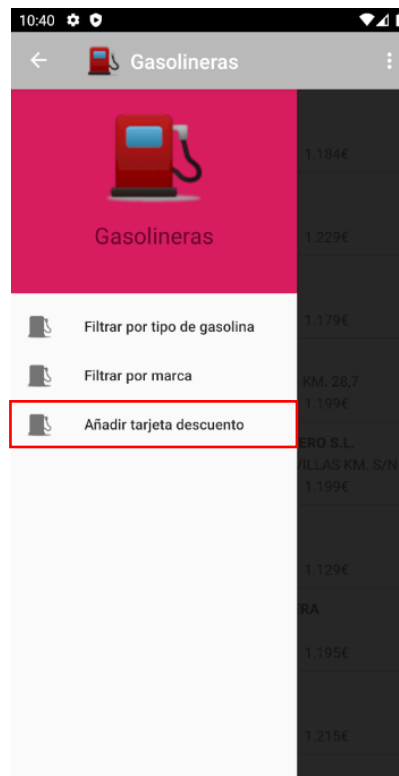 10:40
Gasolineras
Gasolineras
Filtrar por tipo de gasolina
Filtrar por marca
Añadir tarjeta descuento
1.184€
1.229€
1.179€
KM. 28,7
1.199€
ERO S.L.
VILLAS KM. S/N
1.199€
1.129€
ERA
1.195€
1.215€